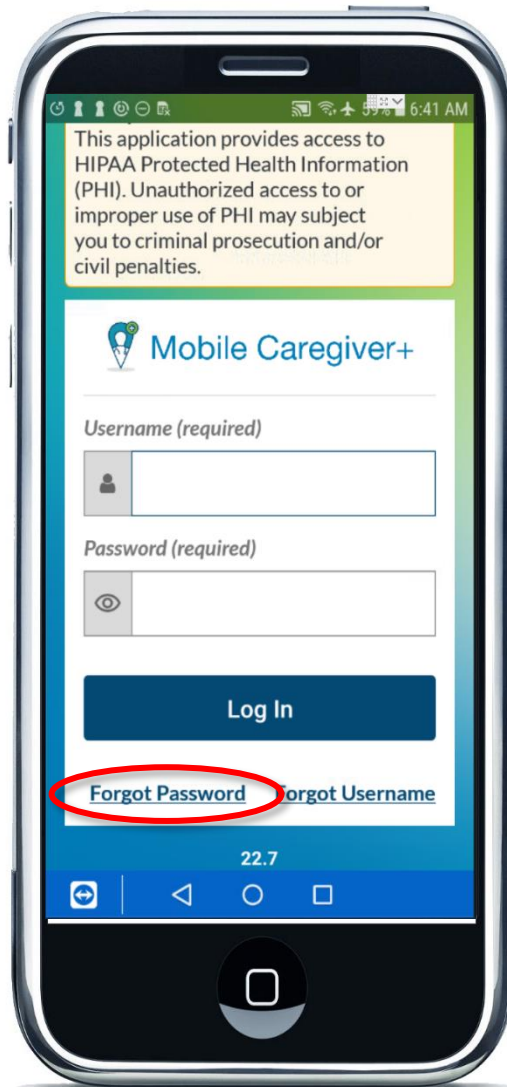 6:41 AM
This application provides access to
HIPAA Protected Health Information
(PHI). Unauthorized access to or
improper use of PHI may subject
you to criminal prosecution and/or
civil penalties.
Mobile Caregiver+
Username (required)
Password (required)
Log In
Forgot Password Forgot Username
22.7